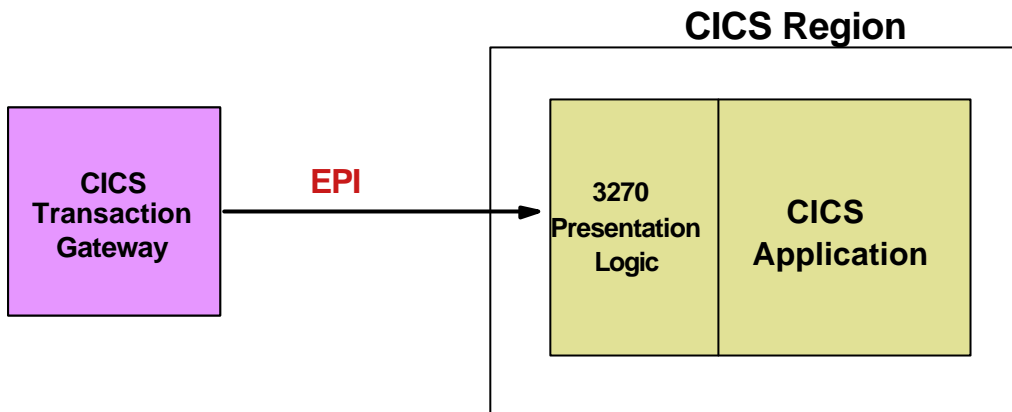 CICS Region
CICS
Transaction
Gateway
EPI
3270
Presentation
Logic
CICS
Application